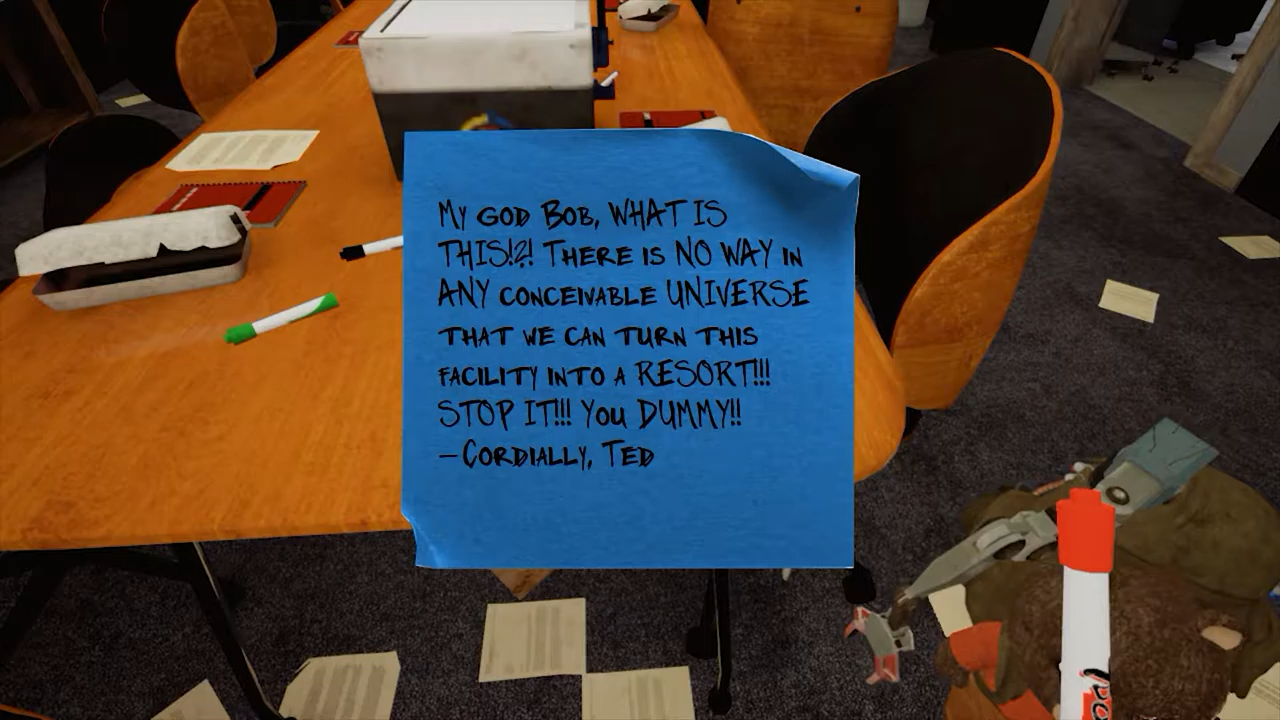 My GOD BOB, WHAT IS
THIS!?! THERE IS NO WAY IN
ANY CONCEIVABLE UNIVERSE
THAT WE CAN TURN THIS
FACILITY INTO A RESORT!!!
STOP IT!!! YOU DUMMY!!
–CORDIALLY, TED